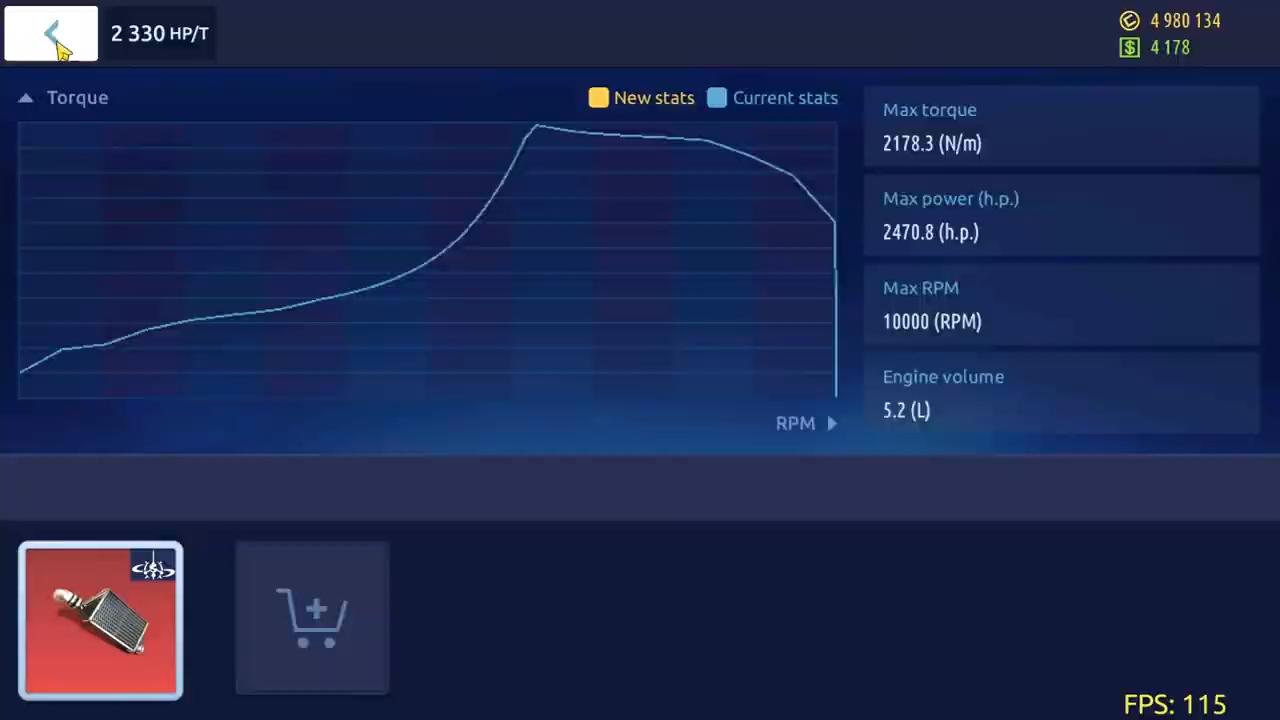 2 330 HP/T
4 980 134
4 178
Torque
New stats
Current stats
Max torque
2178.3 (N/m)
Max power (h.p.)
2470.8 (h.p.)
Max RPM
10000 (RPM)
Engine volume
5.2 (L)
RPM
FPS: 115